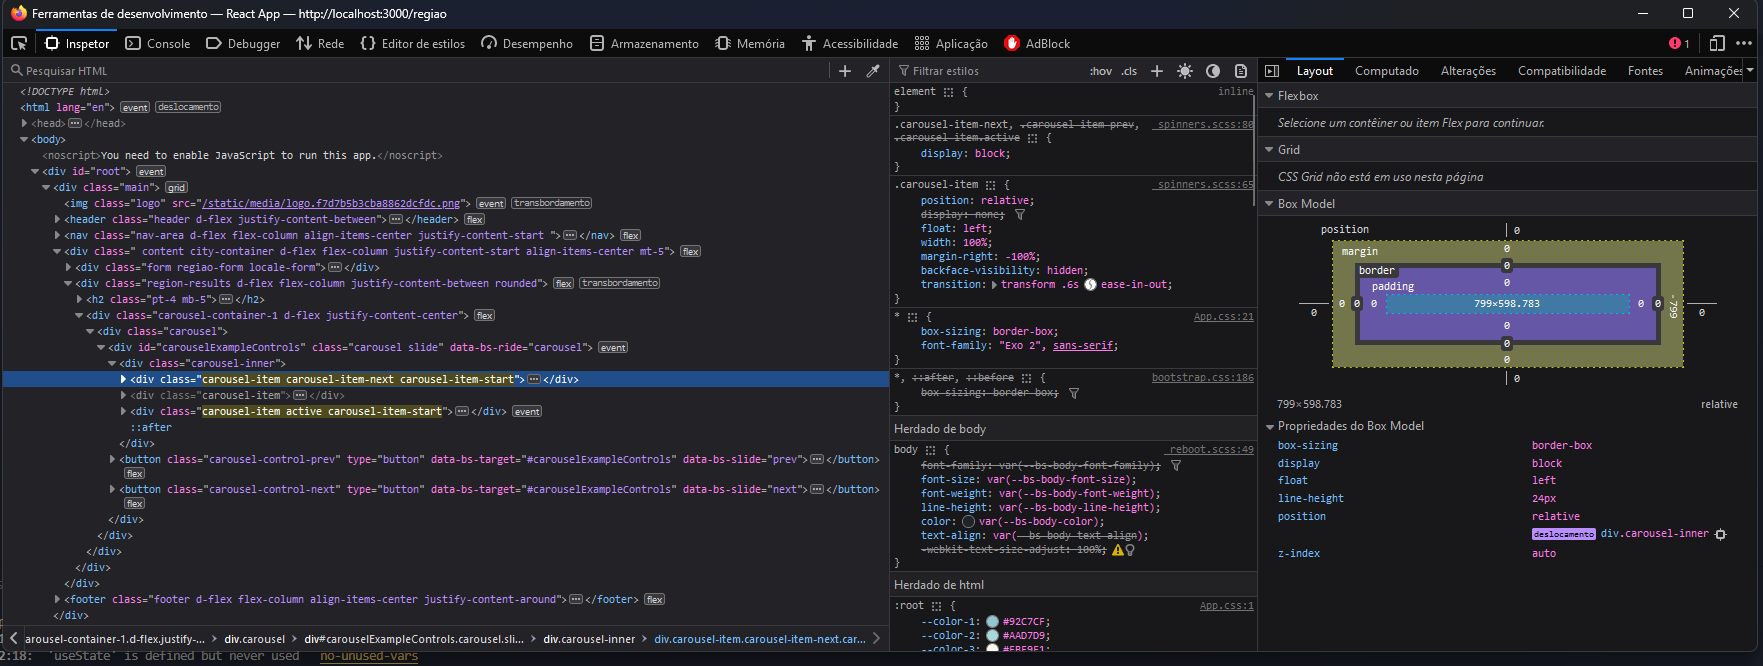 Ferramentas de desenvolvimento — React App — http://localhost:3000/regiao
Inspetor Console Debugger Rede Editor de estilos Desempenho Armazenamento Memória Acessibilidade Aplicação AdBlock 1
Pesquisar HTML
<!DOCTYPE html>
<html lang="en"> event deslocamento
<head> </head>
<body>
<noscript>You need to enable JavaScript to run this app.</noscript>
<div id="root"> event
<div class="main"> grid
<img class="logo" src="/static/media/logo.f7d7b5b3cba8862dcfdc.png"> event transbordamento
<header class="header d-flex justify-content-between"> </header> flex
<nav class="nav-area d-flex flex-column align-items-center justify-content-start "> </nav> flex
<div class=" content city-container d-flex flex-column justify-content-start align-items-center mt-5"> flex
<div class="form regiao-form locale-form"> </div>
<div class="region-results d-flex flex-column justify-content-between rounded"> flex transbordamento
<h2 class="pt-4 mb-5"> </h2>
<div class="carousel-container-1 d-flex justify-content-center"> flex
<div class="carousel">
<div id="carouselExampleControls" class="carousel slide" data-bs-ride="carousel"> event
<div class="carousel-inner">
<div class="carousel-item carousel-item-next carousel-item-start"> </div>
<div class="carousel-item"> </div>
<div class="carousel-item active carousel-item-start"> </div> event
::after
</div>
<button class="carousel-control-prev" type="button" data-bs-target="#carouselExampleControls" data-bs-slide="prev"> </button>
flex
<button class="carousel-control-next" type="button" data-bs-target="#carouselExampleControls" data-bs-slide="next"> </button>
flex
</div>
</div>
</div>
</div>
</div>
<footer class="footer d-flex flex-column align-items-center justify-content-around"> </footer> flex
</div>
arousel-container-1.d-flex.justify-... div.carousel div#carouselExampleControls.carousel.sli... div.carousel-inner div.carousel-item.carousel-item-next.car...
2:18: 'useState' is defined but never used no-unused-vars
Filtrar estilos :hov .cls
element { inline
}
.carousel-item-next, .carousel-item-prev, _spinners.scss:80
.carousel-item.active {
display: block;
}
.carousel-item { _spinners.scss:65
position: relative;
display: none;
float: left;
width: 100%;
margin-right: -100%;
backface-visibility: hidden;
transition: transform .6s ease-in-out;
}
* { App.css:21
box-sizing: border-box;
font-family: "Exo 2", sans-serif;
}
*, ::after, ::before { bootstrap.css:186
box-sizing: border-box;
}
Herdado de body
body { _reboot.scss:49
font-family: var(--bs-body-font-family);
font-size: var(--bs-body-font-size);
font-weight: var(--bs-body-font-weight);
line-height: var(--bs-body-line-height);
color: var(--bs-body-color);
text-align: var(--bs-body-text-align);
-webkit-text-size-adjust: 100%;
}
Herdado de html
:root { App.css:1
--color-1: #92C7CF;
--color-2: #AAD7D9;
--color-3: #FBF9F1;
Layout Computado Alterações Compatibilidade Fontes Animações
Flexbox
Selecione um contêiner ou item Flex para continuar.
Grid
CSS Grid não está em uso nesta página
Box Model
position 0
margin 0
border 0
padding 0
0 0 0 0 799×598.783 0 0 -799 0
0
0
0
0
799×598.783 relative
Propriedades do Box Model
box-sizing border-box
display block
float left
line-height 24px
position relative
deslocamento div.carousel-inner
z-index auto